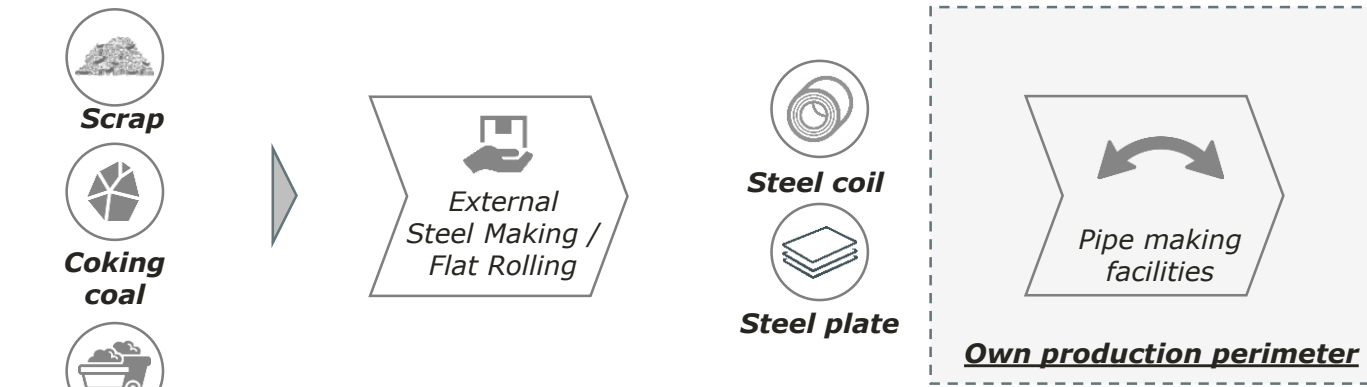 Scrap
Coking
coal
External
Steel Making /
Flat Rolling
Steel coil
Steel plate
Pipe making
facilities
Own production perimeter